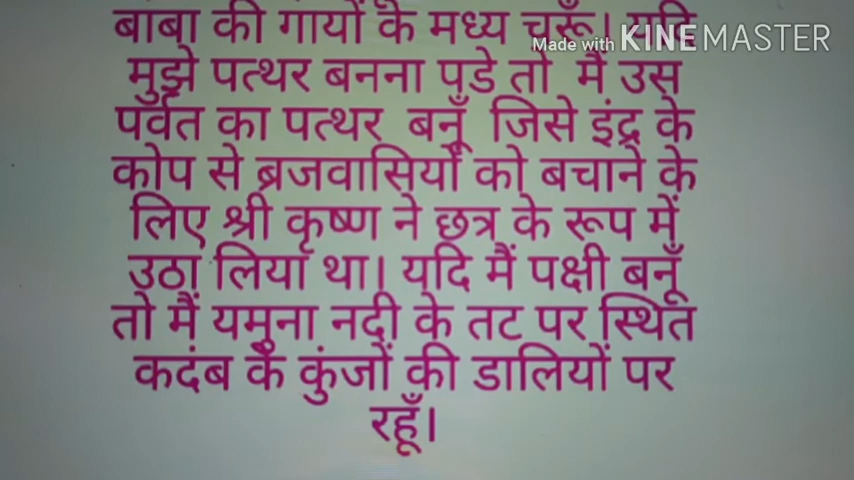 बाबा की गायों के मध्य चरूँ। यदि
Made with KINEMASTER
मुझे पत्थर बनना पडे तो मैं उस
पर्वत का पत्थर बनूँ जिसे इंद्र के
कोप से ब्रजवासियों को बचाने के
लिए श्री कृष्ण ने छत्र के रूप में
उठा लिया था। यदि मैं पक्षी बनूँ
तो मैं यमुना नदी के तट पर स्थित
कदंब के कुंजों की डालियों पर
रहूँ।